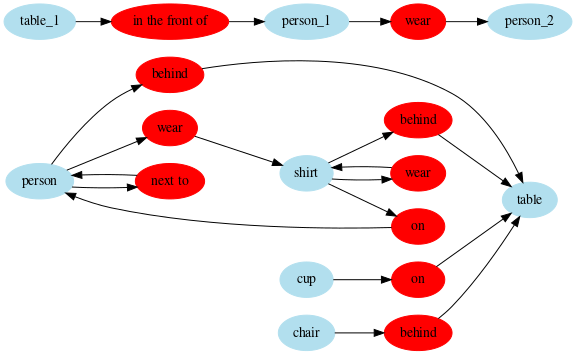 table_1
in the front of
person_1
wear
person_2
behind
wear
behind
person
next to
shirt
wear
table
on
cup
on
chair
behind